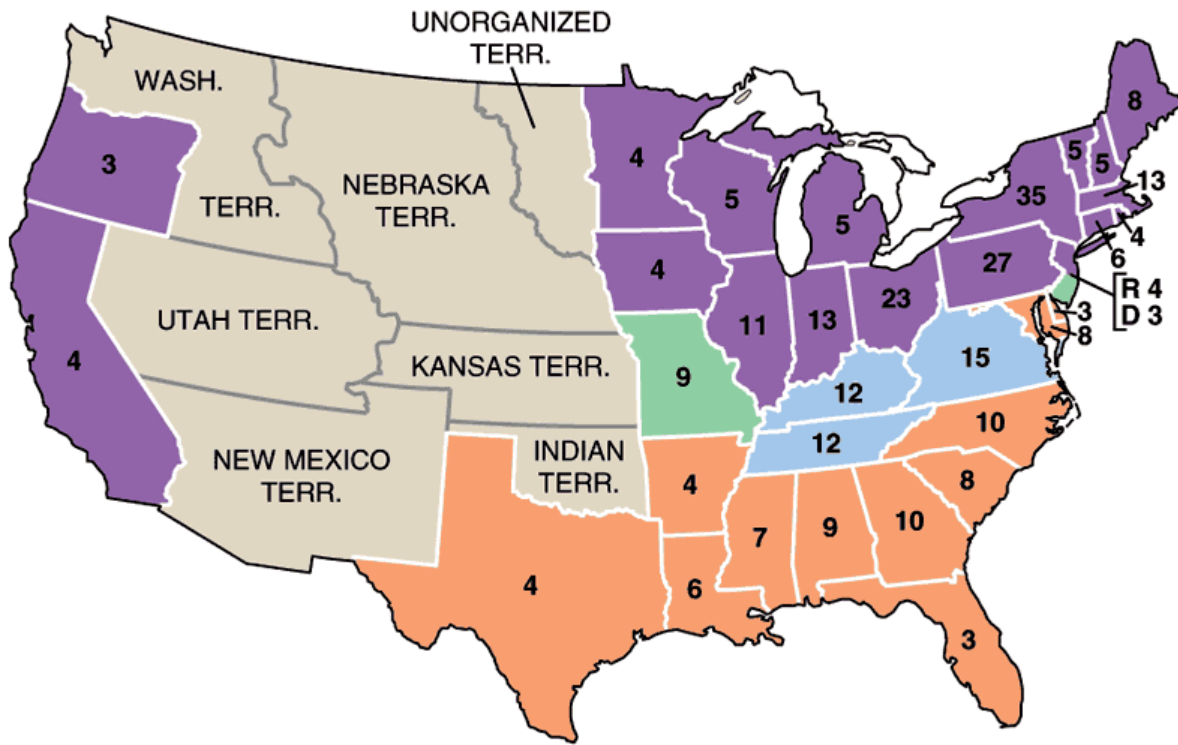 UNORGANIZED
TERR.
WASH.
8
3
4
5
5
5
13
NEBRASKA
TERR.
TERR.
35
5
4
6
4
27
23
R 4
D 3
3
8
UTAH TERR.
11
13
15
4
KANSAS TERR.
9
12
10
12
NEW MEXICO
TERR.
INDIAN
TERR.
4
8
7
9
10
4
6
3